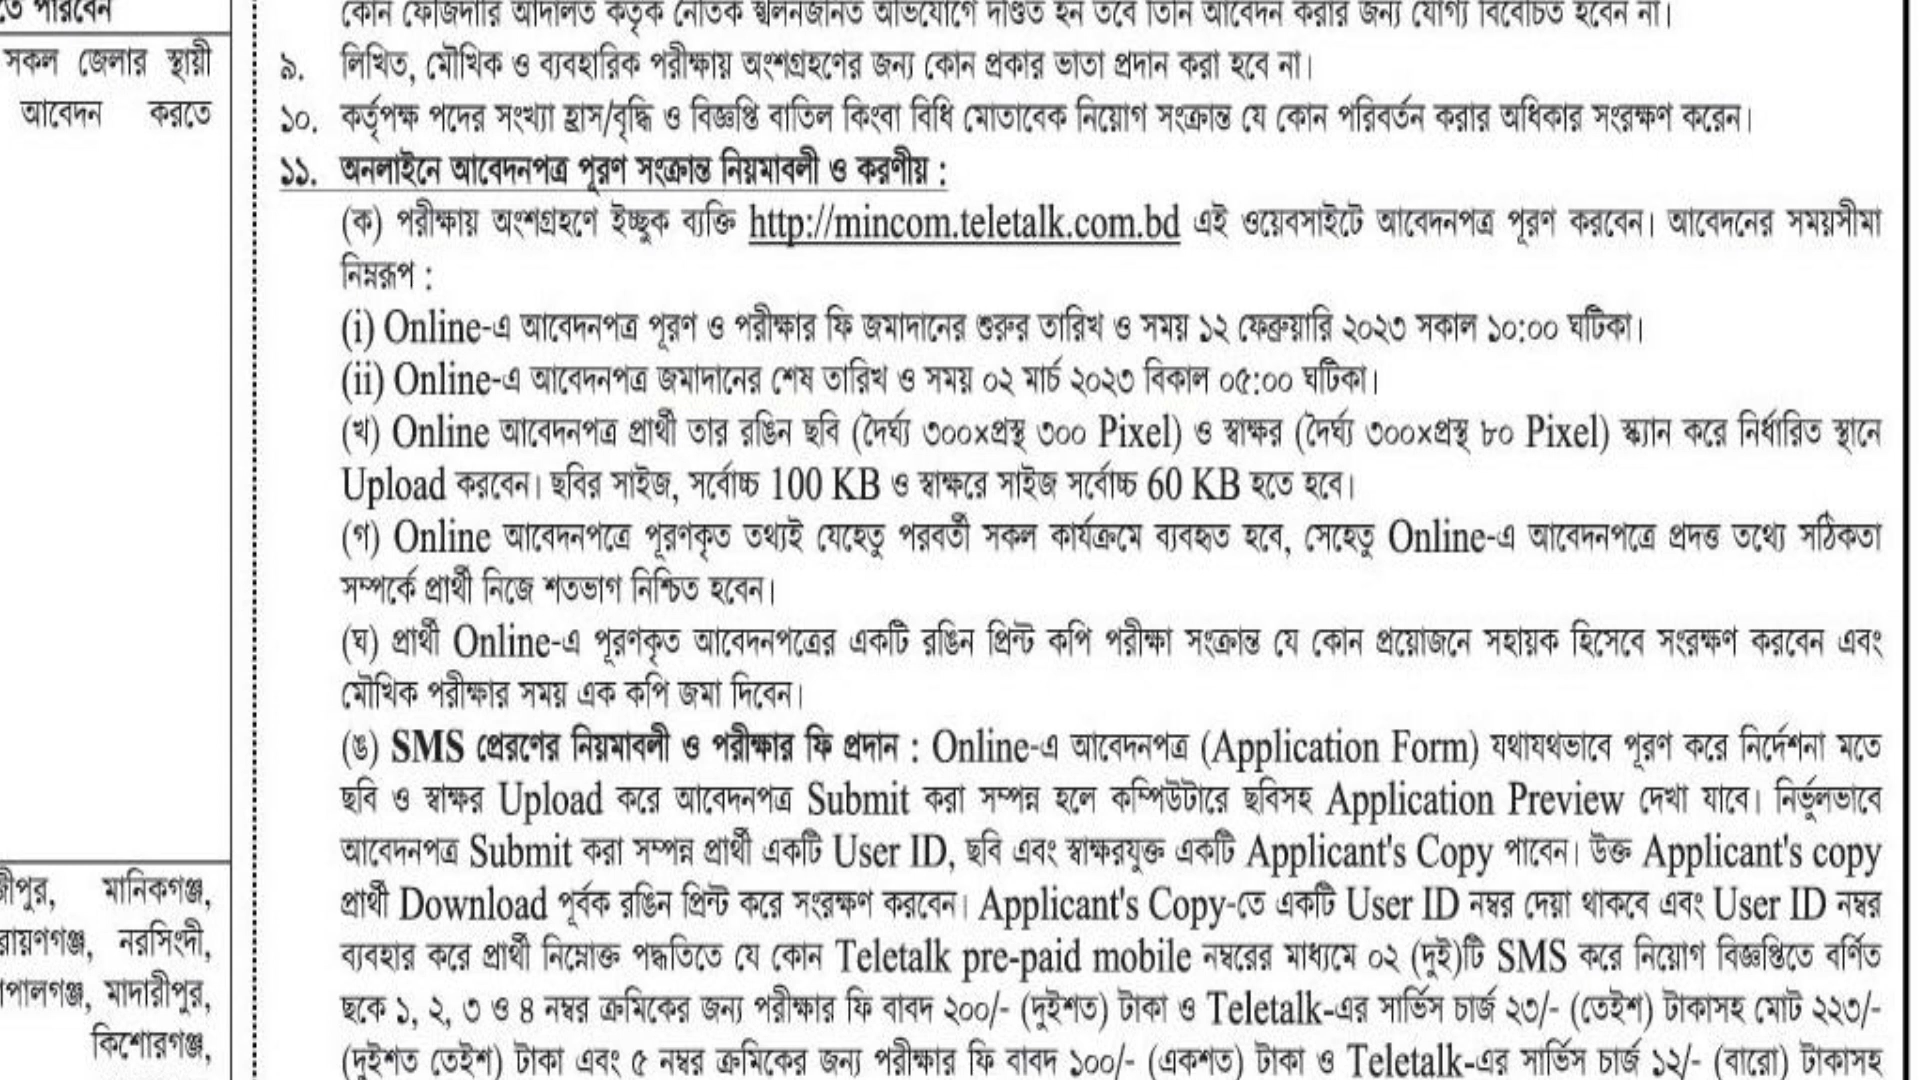 তে পারবেন
সকল জেলার স্থায়ী
আবেদন করতে
জীপুর, মানিকগঞ্জ,
রায়ণগঞ্জ, নরসিংদী,
পালগঞ্জ, মাদারীপুর,
কিশোরগঞ্জ,
কোন ফৌজদারি আদালত কর্তৃক নৈতিক স্খলনজনিত অভিযোগে দণ্ডিত হন তবে তিনি আবেদন করার জন্য যোগ্য বিবেচিত হবেন না।
৯. লিখিত, মৌখিক ও ব্যবহারিক পরীক্ষায় অংশগ্রহণের জন্য কোন প্রকার ভাতা প্রদান করা হবে না।
১০. কর্তৃপক্ষ পদের সংখ্যা হ্রাস/বৃদ্ধি ও বিজ্ঞপ্তি বাতিল কিংবা বিধি মোতাবেক নিয়োগ সংক্রান্ত যে কোন পরিবর্তন করার অধিকার সংরক্ষণ করেন।
১১. অনলাইনে আবেদনপত্র পূরণ সংক্রান্ত নিয়মাবলী ও করণীয় :
(ক) পরীক্ষায় অংশগ্রহণে ইচ্ছুক ব্যক্তি http://mincom.teletalk.com.bd এই ওয়েবসাইটে আবেদনপত্র পূরণ করবেন। আবেদনের সময়সীমা
নিম্নরূপ :
(i) Online-এ আবেদনপত্র পূরণ ও পরীক্ষার ফি জমাদানের শুরুর তারিখ ও সময় ১২ ফেব্রুয়ারি ২০২৩ সকাল ১০:০০ ঘটিকা।
(ii) Online-এ আবেদনপত্র জমাদানের শেষ তারিখ ও সময় ০২ মার্চ ২০২৩ বিকাল ০৫:০০ ঘটিকা।
(খ) Online আবেদনপত্র প্রার্থী তার রঙিন ছবি (দৈর্ঘ্য ৩০০xপ্রস্থ ৩০০ Pixel) ও স্বাক্ষর (দৈর্ঘ্য ৩০০xপ্রস্থ ৮০ Pixel) স্ক্যান করে নির্ধারিত স্থানে
Upload করবেন। ছবির সাইজ, সর্বোচ্চ 100 KB ও স্বাক্ষরে সাইজ সর্বোচ্চ 60 KB হতে হবে।
(গ) Online আবেদনপত্রে পূরণকৃত তথ্যই যেহেতু পরবর্তী সকল কার্যক্রমে ব্যবহৃত হবে, সেহেতু Online-এ আবেদনপত্রে প্রদত্ত তথ্যে সঠিকতা
সম্পর্কে প্রার্থী নিজে শতভাগ নিশ্চিত হবেন।
(ঘ) প্রার্থী Online-এ পূরণকৃত আবেদনপত্রের একটি রঙিন প্রিন্ট কপি পরীক্ষা সংক্রান্ত যে কোন প্রয়োজনে সহায়ক হিসেবে সংরক্ষণ করবেন এবং
মৌখিক পরীক্ষার সময় এক কপি জমা দিবেন।
(ঙ) SMS প্রেরণের নিয়মাবলী ও পরীক্ষার ফি প্রদান : Online-এ আবেদনপত্র (Application Form) যথাযথভাবে পূরণ করে নির্দেশনা মতে
ছবি ও স্বাক্ষর Upload করে আবেদনপত্র Submit করা সম্পন্ন হলে কম্পিউটারে ছবিসহ Application Preview দেখা যাবে। নির্ভুলভাবে
আবেদনপত্র Submit করা সম্পন্ন প্রার্থী একটি User ID, ছবি এবং স্বাক্ষরযুক্ত একটি Applicant's Copy পাবেন। উক্ত Applicant's copy
প্রার্থী Download পূর্বক রঙিন প্রিন্ট করে সংরক্ষণ করবেন। Applicant's Copy-তে একটি User ID নম্বর দেয়া থাকবে এবং User ID নম্বর
ব্যবহার করে প্রার্থী নিম্নোক্ত পদ্ধতিতে যে কোন Teletalk pre-paid mobile নম্বরের মাধ্যমে ০২ (দুই)টি SMS করে নিয়োগ বিজ্ঞপ্তিতে বর্ণিত
ছকে ১, ২, ৩ ও ৪ নম্বর ক্রমিকের জন্য পরীক্ষার ফি বাবদ ২০০/- (দুইশত) টাকা ও Teletalk-এর সার্ভিস চার্জ ২৩/- (তেইশ) টাকাসহ মোট ২২৩/-
(দুইশত তেইশ) টাকা এবং ৫ নম্বর ক্রমিকের জন্য পরীক্ষার ফি বাবদ ১০০/- (একশত) টাকা ও Teletalk-এর সার্ভিস চার্জ ১২/- (বারো) টাকাসহ